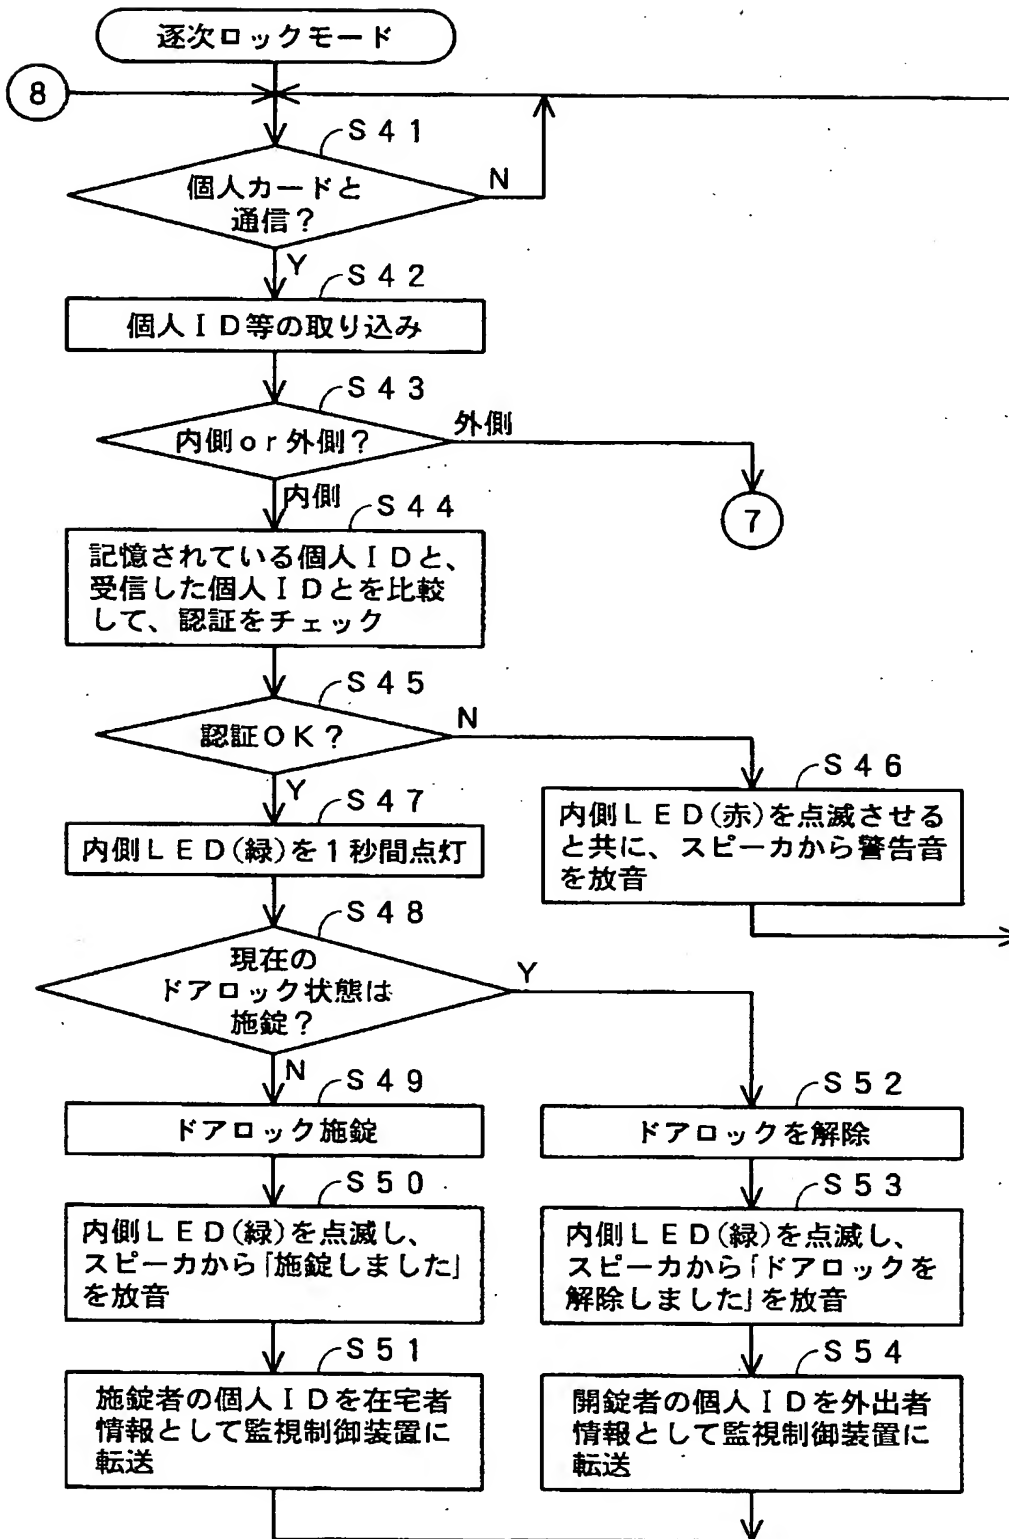 逐次ロックモード
8
S41
個人カードと
通信？
N
Y
S42
個人ＩＤ等の取り込み
S43
内側ｏｒ外側？
外側
7
内側
S44
記憶されている個人ＩＤと、
受信した個人ＩＤとを比較
して、認証をチェック
S45
認証ＯＫ？
N
Y
S46
内側ＬＥＤ(赤)を点滅させる
と共に、スピーカから警告音
を放音
S47
内側ＬＥＤ(緑)を１秒間点灯
S48
現在の
ドアロック状態は
施錠？
Y
N
S49
ドアロック施錠
S50
内側ＬＥＤ(緑)を点滅し、
スピーカから｢施錠しました｣
を放音
S51
施錠者の個人ＩＤを在宅者
情報として監視制御装置に
転送
S52
ドアロックを解除
S53
内側ＬＥＤ(緑)を点滅し、
スピーカから｢ドアロックを
解除しました｣を放音
S54
開錠者の個人ＩＤを外出者
情報として監視制御装置に
転送